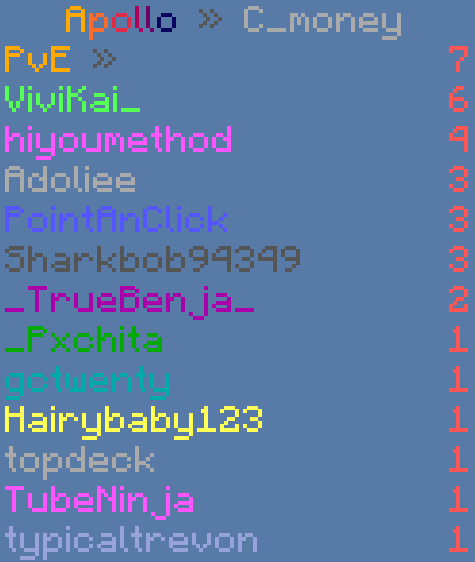 Apollo » C_money
PvE » 7
ViviKai_ 6
hiyoumethod 4
Adoliee 3
PointAnClick 3
Sharkbob94349 3
_TrueBenja_ 2
_Pxchita 1
gotwenty 1
Hairybaby123 1
topdeck 1
TubeNinja 1
typicaltrevon 1